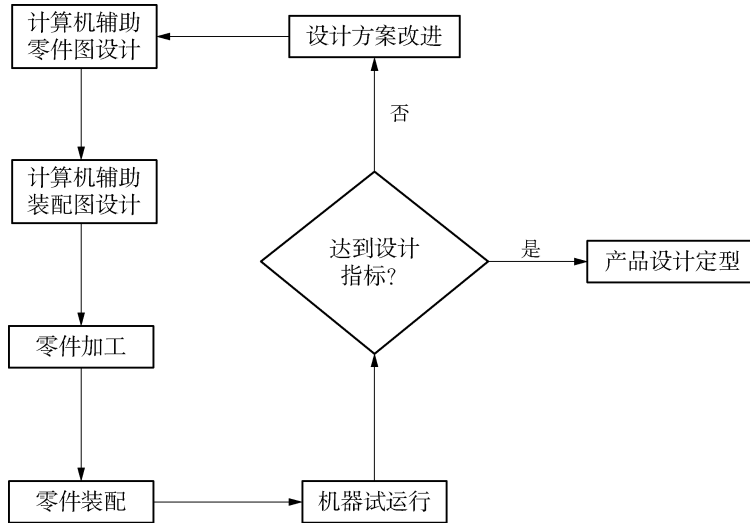 计算机辅助
零件图设计
设计方案改进
否
计算机辅助
装配图设计
达到设计
指标?
是
产品设计定型
零件加工
零件装配
机器试运行